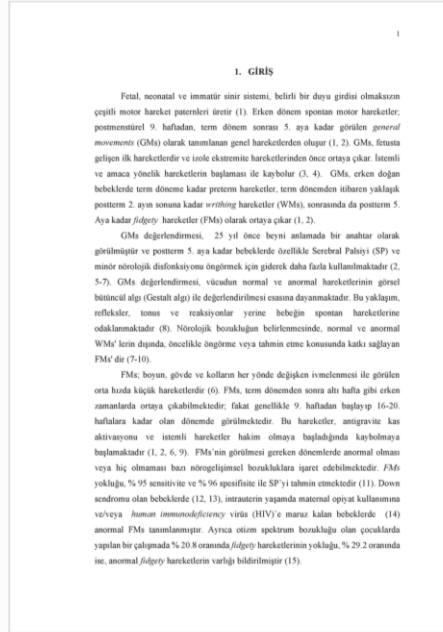 1
1. GİRİŞ
Fetal, neonatal ve immatür sinir sistemi, belirli bir duyu girdisi olmaksızın
çeşitli motor hareket paternleri üretir (1). Erken dönem spontan motor hareketler;
postmenstürel 9. haftadan, term dönem sonrası 5. aya kadar görülen general
movements (GMs) olarak tanımlanan genel hareketlerden oluşur (1, 2). GMs, fetusta
gelişen ilk hareketlerdir ve izole ekstremite hareketlerinden önce ortaya çıkar. İstemli
ve amaca yönelik hareketlerin başlaması ile kaybolur (3, 4). GMs, erken doğan
bebeklerde term döneme kadar preterm hareketler, term dönemden itibaren yaklaşık
postterm 2. ayın sonuna kadar writhing hareketler (WMs), sonrasında da postterm 5.
Aya kadar fidgety hareketler (FMs) olarak ortaya çıkar (1, 2).
GMs değerlendirmesi, 25 yıl önce beyni anlamada bir anahtar olarak
görülmüştür ve postterm 5. aya kadar bebeklerde özellikle Serebral Palsiyi (SP) ve
minör nörolojik disfonksiyonu öngörmek için giderek daha fazla kullanılmaktadır (2,
5-7). GMs değerlendirmesi, vücudun normal ve anormal hareketlerinin görsel
bütüncül algı (Gestalt algı) ile değerlendirilmesi esasına dayanmaktadır. Bu yaklaşım,
refleksler, tonus ve reaksiyonlar yerine bebeğin spontan hareketlerine
odaklanmaktadır (8). Nörolojik bozukluğun belirlenmesinde, normal ve anormal
WMs' lerin dışında, öncelikle öngörme veya tahmin etme konusunda katkı sağlayan
FMs' dir (7-10).
FMs; boyun, gövde ve kolların her yönde değişken ivmelenmesi ile görülen
orta hızda küçük hareketlerdir (6). FMs, term dönemden sonra altı hafta gibi erken
zamanlarda ortaya çıkabilmektedir; fakat genellikle 9. haftadan başlayıp 16-20.
haftalara kadar olan dönemde görülmektedir. Bu hareketler, antigravite kas
aktivasyonu ve istemli hareketler hakim olmaya başladığında kaybolmaya
başlamaktadır (1, 2, 6, 9). FMs'nin görülmesi gereken dönemlerde anormal olması
veya hiç olmaması bazı nörogelişimsel bozukluklara işaret edebilmektedir. FMs
yokluğu, % 95 sensitivite ve % 96 spesifisite ile SP'yi tahmin etmektedir (11). Down
sendromu olan bebeklerde (12, 13), intrauterin yaşamda maternal opiyat kullanımına
ve/veya human immunodeficiency virüs (HIV)'e maruz kalan bebeklerde (14)
anormal FMs tanımlanmıştır. Ayrıca otizm spektrum bozukluğu olan çocuklarda
yapılan bir çalışmada % 20.8 oranında fidgety hareketlerinin yokluğu, % 29.2 oranında
ise, anormal fidgety hareketlerin varlığı bildirilmiştir (15).